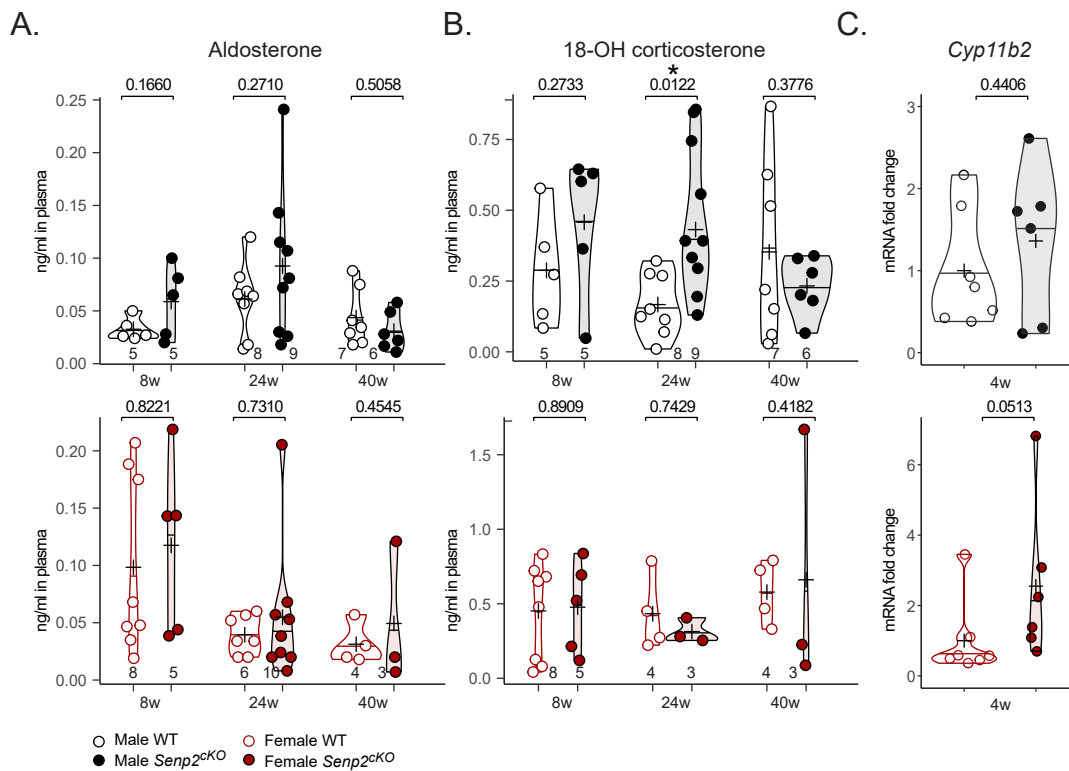 A.
B.
C.
Aldosterone
18-OH corticosterone
Cyp11b2
0.1660
0.2710
0.5058
0.2733
*
0.0122
0.3776
0.4406
ng/ml in plasma
0.25
0.20
0.15
0.10
0.05
0.00
5
5
8
9
7
6
8w
24w
40w
ng/ml in plasma
0.75
0.50
0.25
0.00
5
5
8
9
7
6
8w
24w
40w
mRNA fold change
3
2
1
0
4w
0.8221
0.7310
0.4545
0.8909
0.7429
0.4182
0.0513
ng/ml in plasma
0.20
0.15
0.10
0.05
0.00
8
5
6
10
4
3
8w
24w
40w
ng/ml in plasma
1.5
1.0
0.5
0.0
8
5
4
3
4
3
8w
24w
40w
mRNA fold change
6
4
2
0
4w
Male WT
Female WT
Male Senp2cKO
Female Senp2cKO